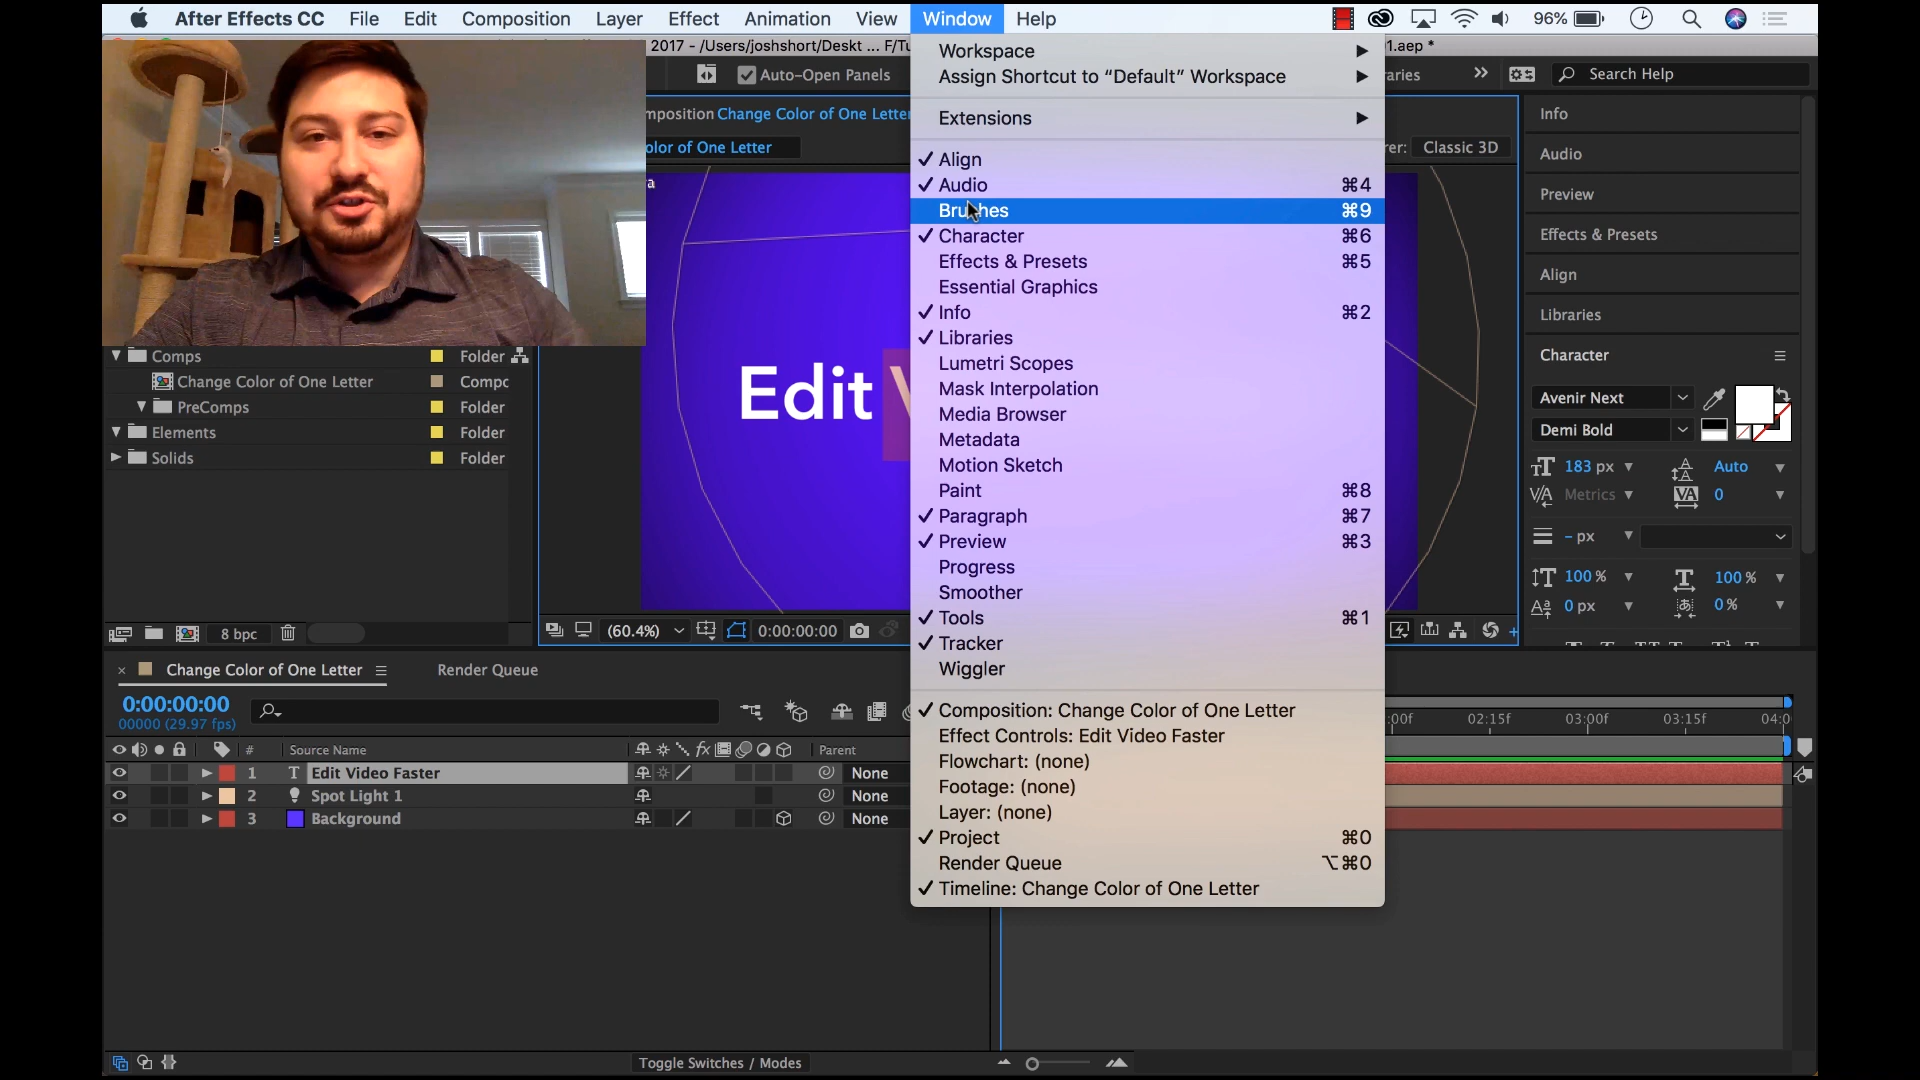 After Effects CC File Edit Composition Layer Effect Animation View Window Help 96%
2017 - /Users/joshshort/Deskt ... F/Tu
1.aep *
Auto-Open Panels
raries
Search Help
mposition Change Color of One Letter
olor of One Letter
rer: Classic 3D
a
Edit
Workspace
Assign Shortcut to “Default” Workspace
Extensions
Align
Audio ⌘4
Brushes ⌘9
Character ⌘6
Effects & Presets ⌘5
Essential Graphics
Info ⌘2
Libraries
Lumetri Scopes
Mask Interpolation
Media Browser
Metadata
Motion Sketch
Paint ⌘8
Paragraph ⌘7
Preview ⌘3
Progress
Smoother
Tools ⌘1
Tracker
Wiggler
Composition: Change Color of One Letter
Effect Controls: Edit Video Faster
Flowchart: (none)
Footage: (none)
Layer: (none)
Project ⌘0
Render Queue ⌥⌘0
Timeline: Change Color of One Letter
Info
Audio
Preview
Effects & Presets
Align
Libraries
Character
Avenir Next
Demi Bold
183 px Auto
Metrics 0
- px
100 % 100 %
0 px 0 %
Comps Folder
Change Color of One Letter Compo
PreComps Folder
Elements Folder
Solids Folder
8 bpc
(60.4%) 0:00:00:00
Change Color of One Letter Render Queue
0:00:00:00
00000 (29.97 fps)
:00f 02:15f 03:00f 03:15f 04:0
# Source Name fx Parent
1 T Edit Video Faster None
2 Spot Light 1 None
3 Background None
Toggle Switches / Modes